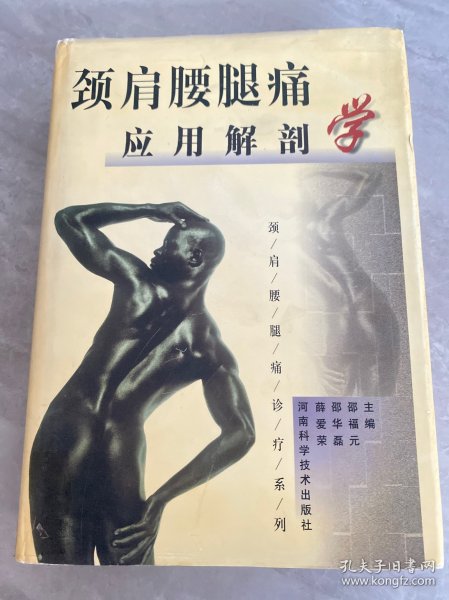 颈肩腰腿痛
应用解剖学
颈/肩/腰/腿/痛/诊/疗/系/列
主编
邵福元
邵华磊
薛爱荣
河南科学技术出版社
孔夫子旧书网
www.kongfz.com